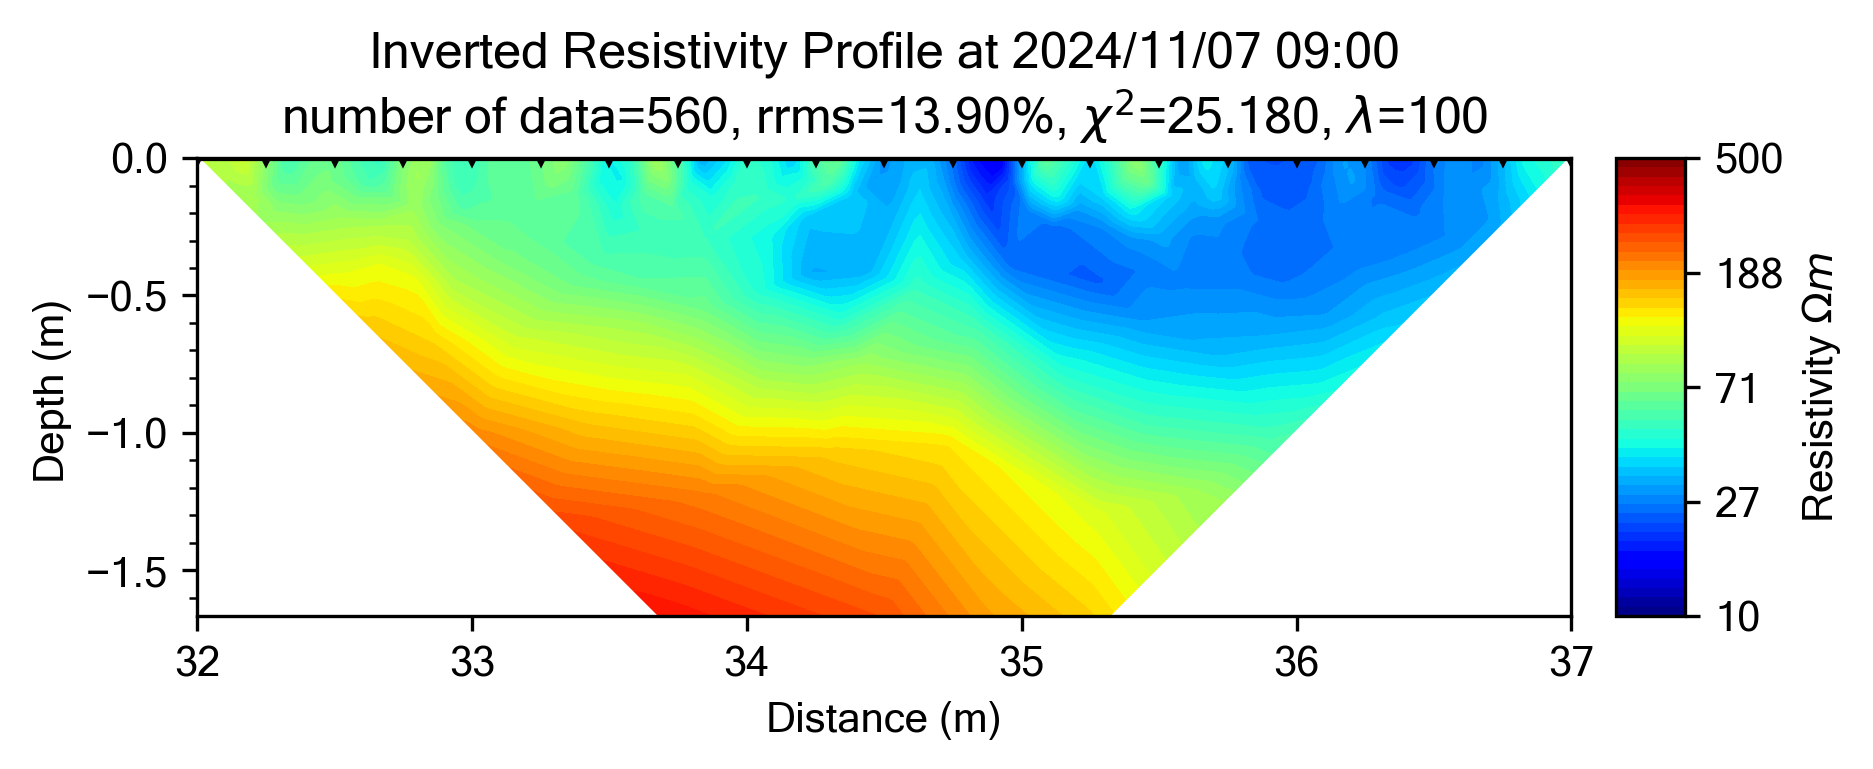 Inverted Resistivity Profile at 2024/11/07 09:00
number of data=560, rrms=13.90%, χ²=25.180, λ=100
0.0
−0.5
−1.0
−1.5
Depth (m)
32 33 34 35 36 37
Distance (m)
500
188
71
27
10
Resistivity Ωm